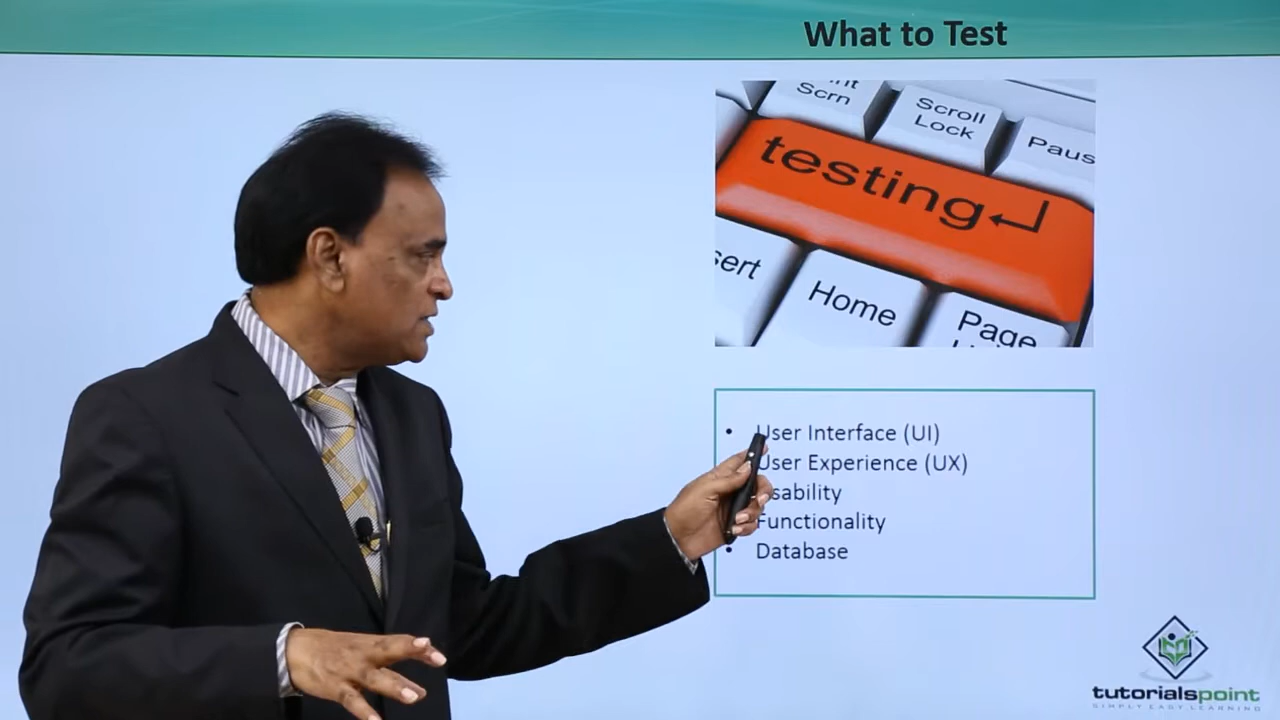 What to Test
Scrn
Scroll
Lock
testing
Home
Page
• User Interface (UI)
User Experience (UX)
Functionality
• Database
tutorialspoint
SIMPLY EASY LEARNING